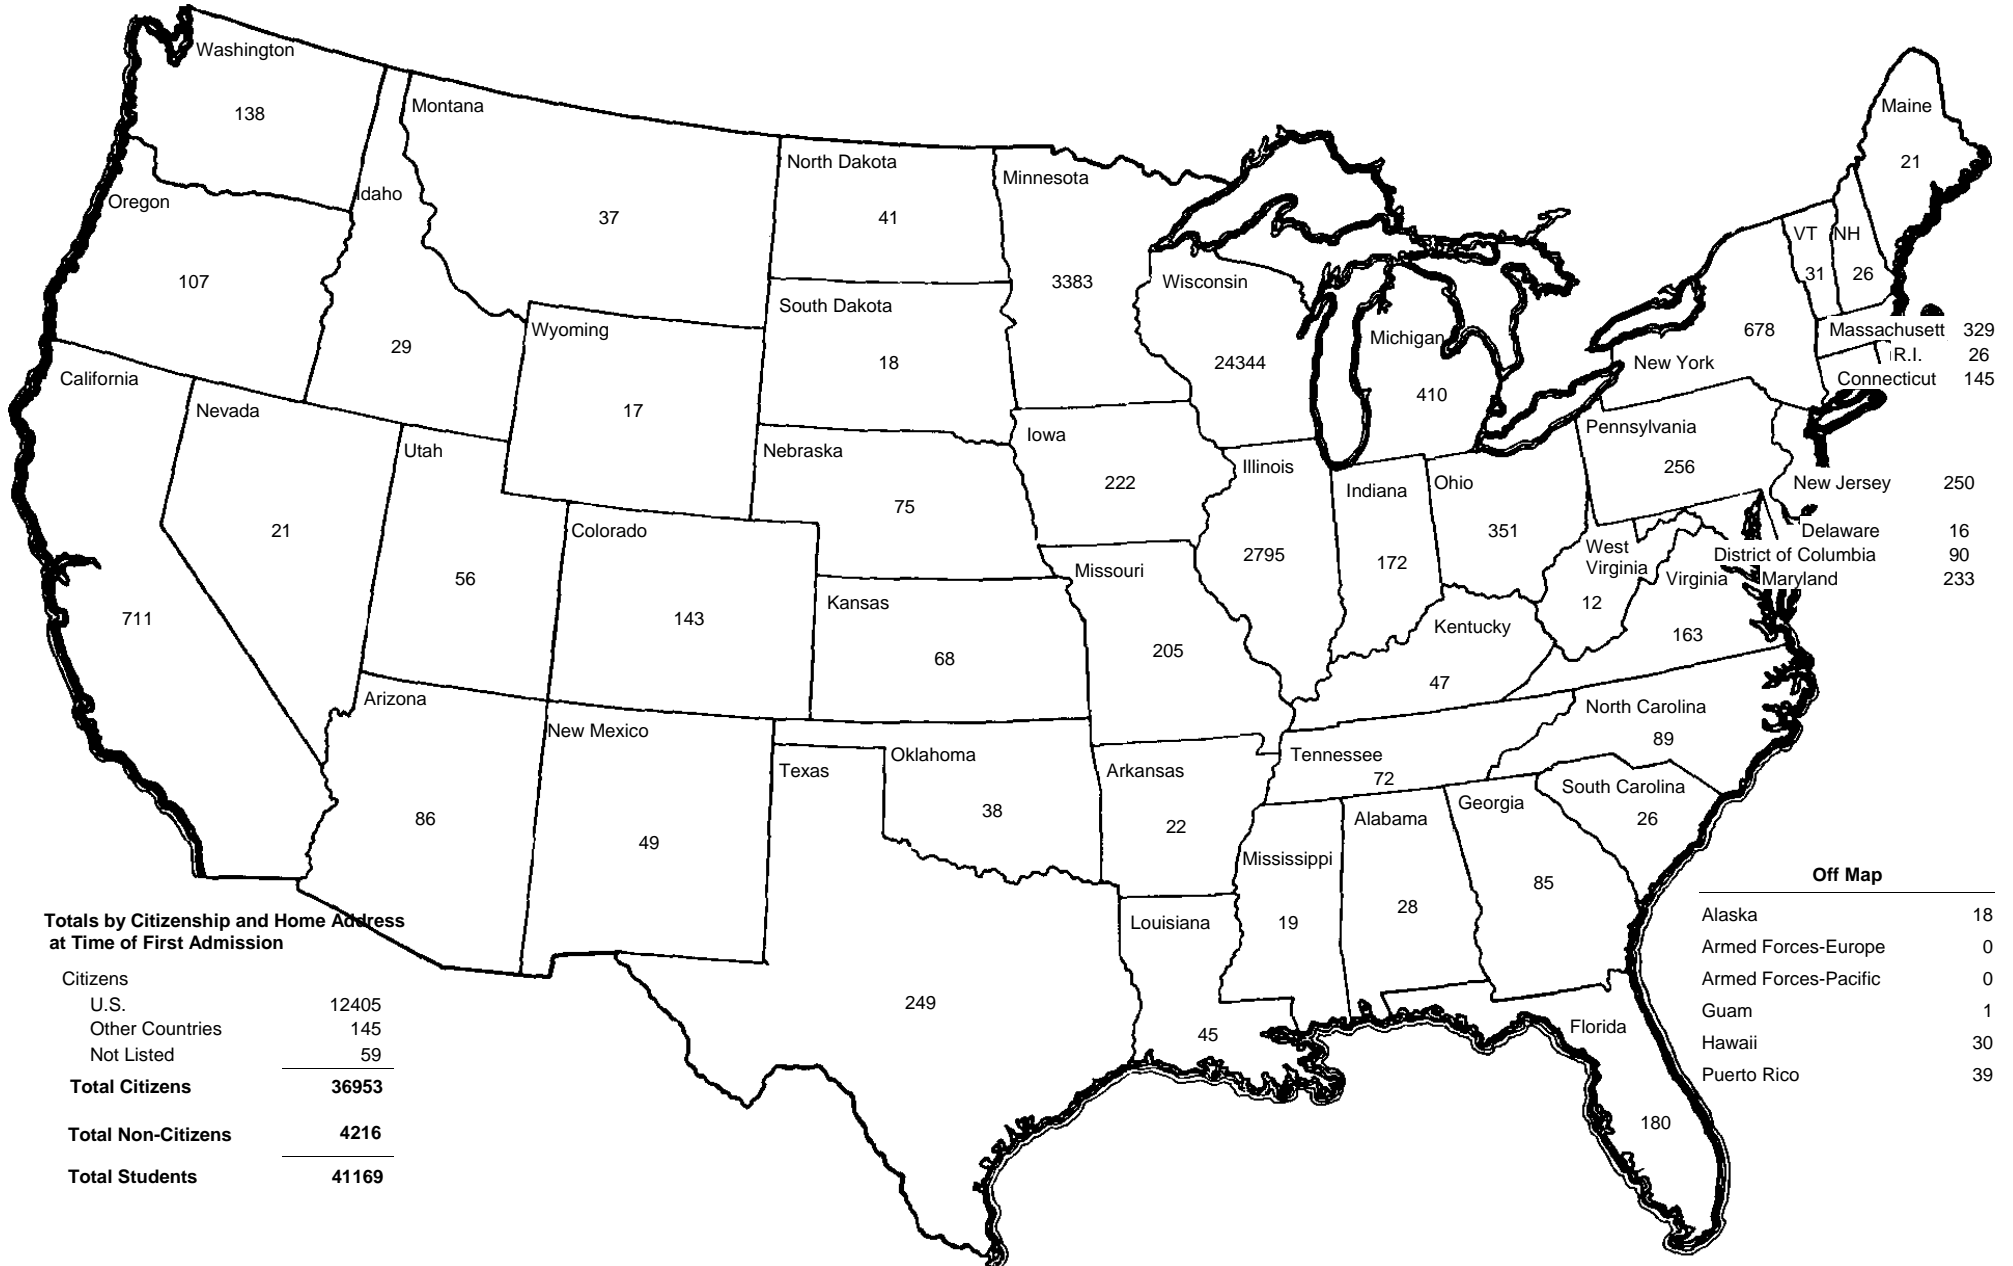 Washington
138
Montana
37
Idaho
29
Oregon
107
North Dakota
41
Minnesota
3383
South Dakota
18
Wyoming
17
Wisconsin
24344
Michigan
410
Maine
21
VT
31
NH
26
678
New York
Massachusett 329
R.I. 26
Connecticut 145
California
711
Nevada
21
Utah
56
Colorado
143
Nebraska
75
Iowa
222
Illinois
2795
Indiana
172
Ohio
351
Pennsylvania
256
New Jersey 250
Delaware 16
District of Columbia 90
Maryland 233
West
Virginia
12
Virginia
163
Kansas
68
Missouri
205
Kentucky
47
Arizona
86
New Mexico
49
Texas
249
Oklahoma
38
Arkansas
22
Tennessee
72
North Carolina
89
South Carolina
26
Georgia
85
Alabama
28
Mississippi
19
Louisiana
45
Florida
180
Totals by Citizenship and Home Address
at Time of First Admission
Citizens
U.S. 12405
Other Countries 145
Not Listed 59
Total Citizens 36953
Total Non-Citizens 4216
Total Students 41169
Off Map
Alaska 18
Armed Forces-Europe 0
Armed Forces-Pacific 0
Guam 1
Hawaii 30
Puerto Rico 39